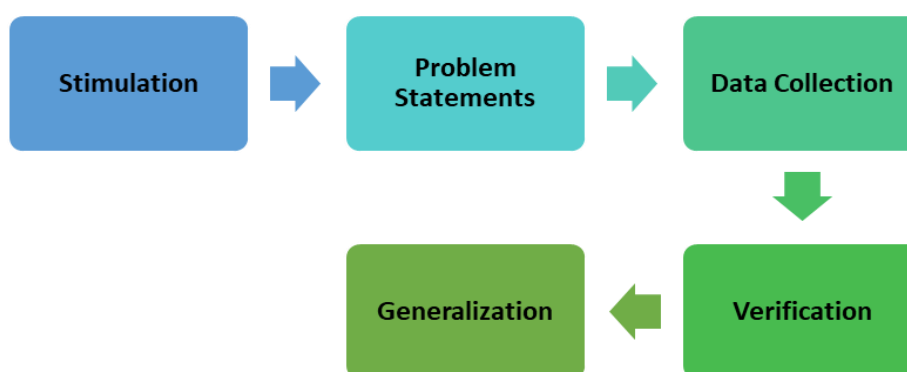 Stimulation
Problem
Statements
Data Collection
Generalization
Verification